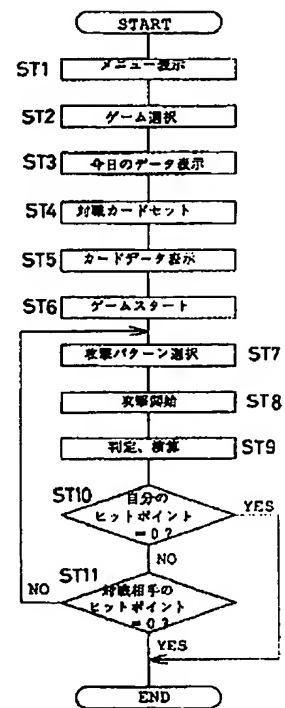 START
ST1 メニュー表示
ST2 ゲーム選択
ST3 今日のデータ表示
ST4 対戦カードセット
ST5 カードデータ表示
ST6 ゲームスタート
攻撃パターン選択 ST7
攻撃開始 ST8
判定、積算 ST9
ST10
自分の
ヒットポイント
=0?
YES
NO
ST11
対戦相手の
ヒットポイント
=0?
NO
YES
END